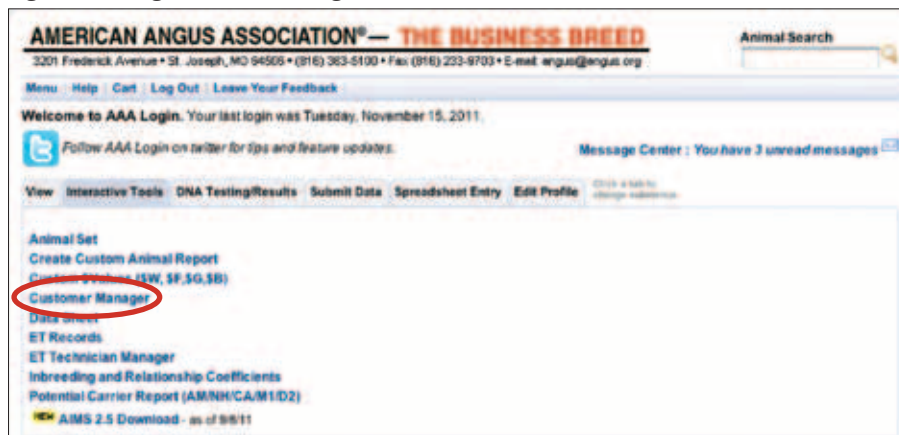 AMERICAN ANGUS ASSOCIATION®— THE BUSINESS BREED
Animal Search
3201 Frederick Avenue • St. Joseph, MO 64506 • (816) 383-5100 • Fax (816) 233-9703 • E-mail: angus@angus.org
Menu Help Cart Log Out Leave Your Feedback
Welcome to AAA Login. Your last login was Tuesday, November 15, 2011.
Follow AAA Login on twitter for tips and feature updates.
Message Center : You have 3 unread messages
View Interactive Tools DNA Testing/Results Submit Data Spreadsheet Entry Edit Profile Click a tab to
change
Animal Set
Create Custom Animal Report
Custom $Values ($W, $F,$G,$B)
Customer Manager
Data Sheet
ET Records
ET Technician Manager
Inbreeding and Relationship Coefficients
Potential Carrier Report (AM/NH/CA/M1/D2)
NEW AIMS 2.5 Download - as of 9/8/11